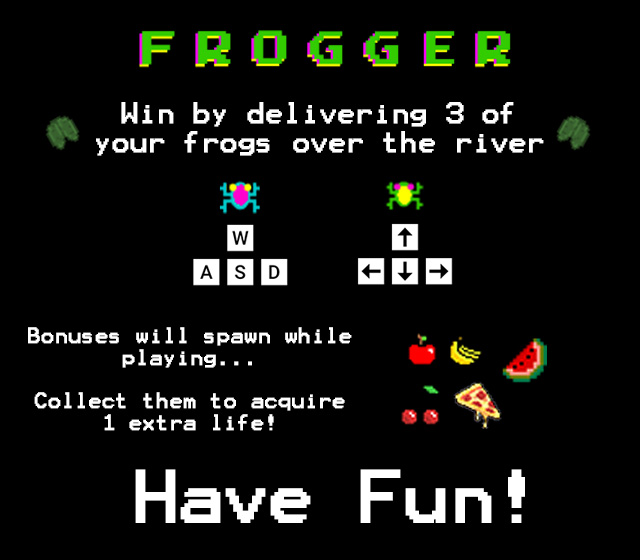 FROGGER
Win by delivering 3 of
your frogs over the river
W ↑
A S D ← ↓ →
Bonuses will spawn while
playing...
Collect them to acquire
1 extra life!
Have Fun!